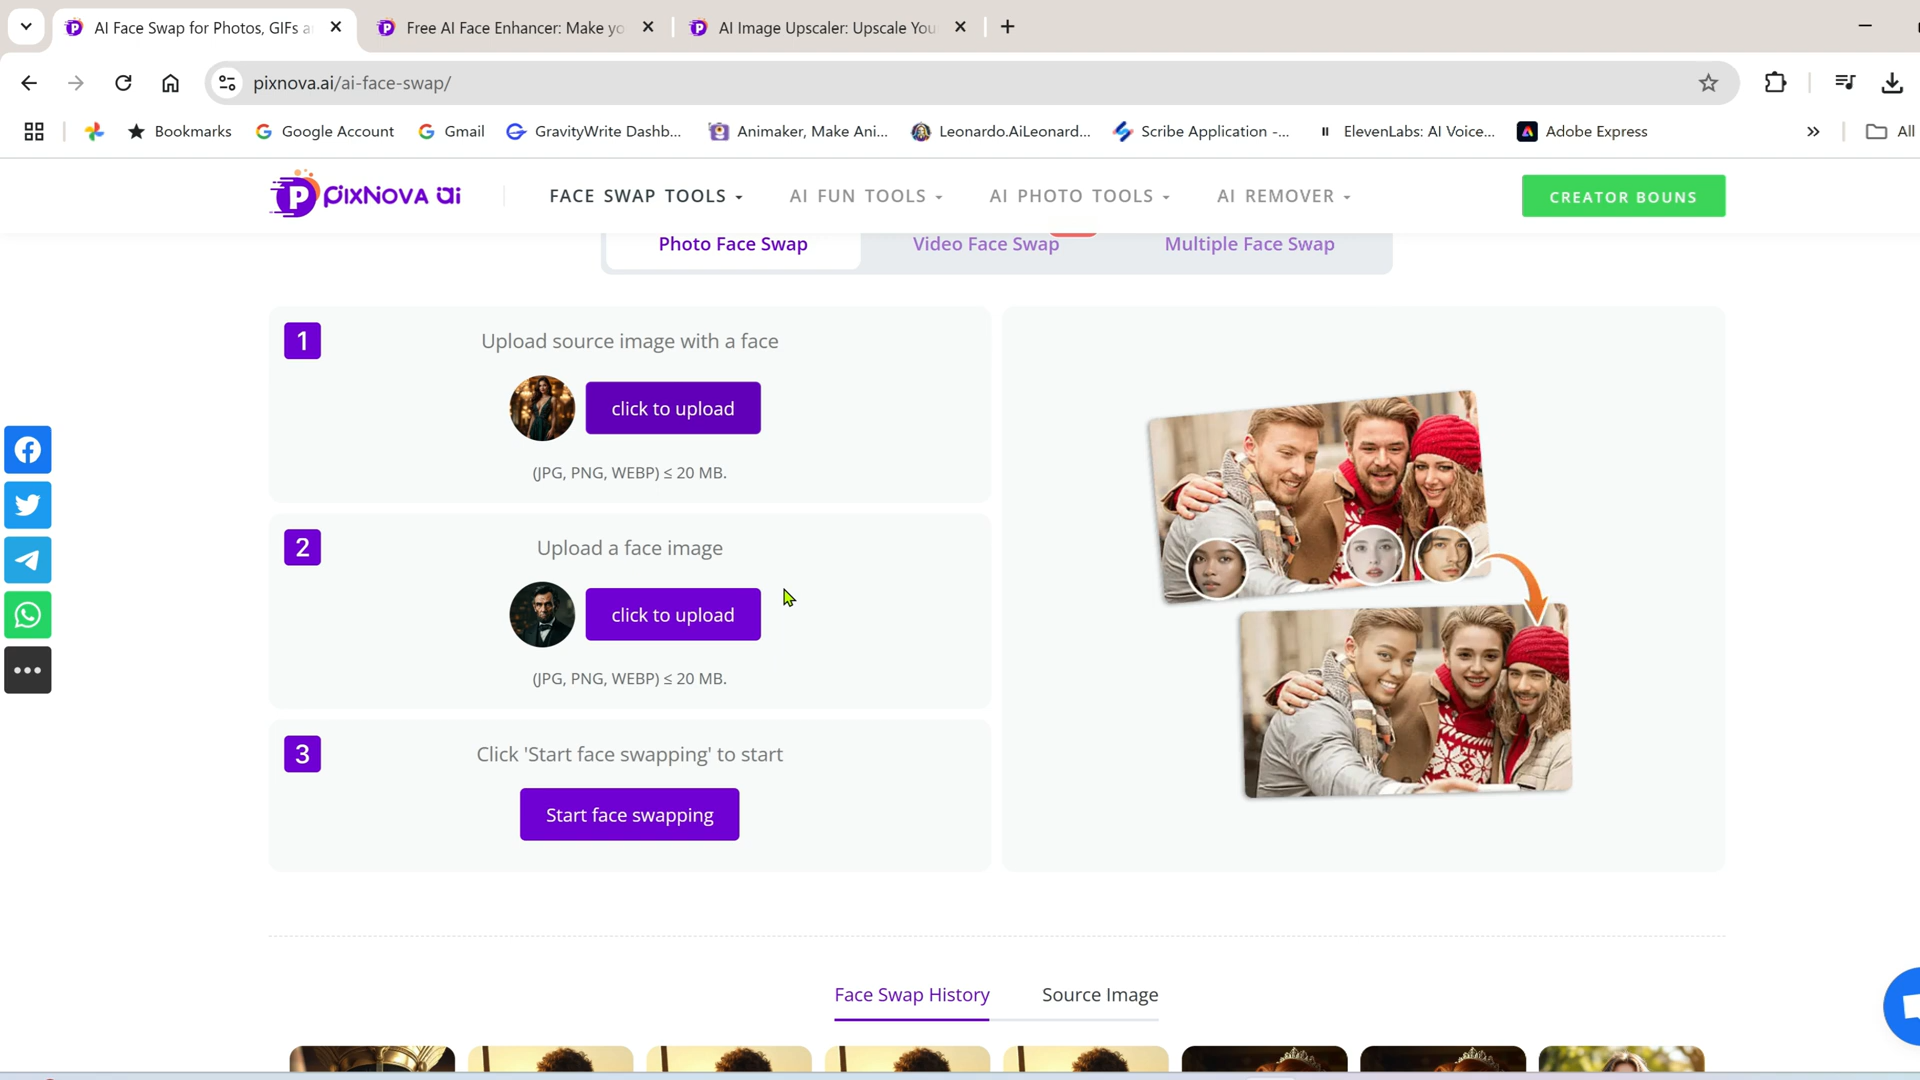 AI Face Swap for Photos, GIFs a
Free AI Face Enhancer: Make yo
AI Image Upscaler: Upscale You
pixnova.ai/ai-face-swap/
Bookmarks
Google Account
Gmail
GravityWrite Dashb...
Animaker, Make Ani...
Leonardo.AiLeonard...
Scribe Application -...
ElevenLabs: AI Voice...
Adobe Express
All
PIXNOVA ai
FACE SWAP TOOLS
AI FUN TOOLS
AI PHOTO TOOLS
AI REMOVER
CREATOR BOUNS
Photo Face Swap
Video Face Swap
Multiple Face Swap
1
Upload source image with a face
click to upload
(JPG, PNG, WEBP) ≤ 20 MB.
2
Upload a face image
click to upload
(JPG, PNG, WEBP) ≤ 20 MB.
3
Click 'Start face swapping' to start
Start face swapping
Face Swap History
Source Image